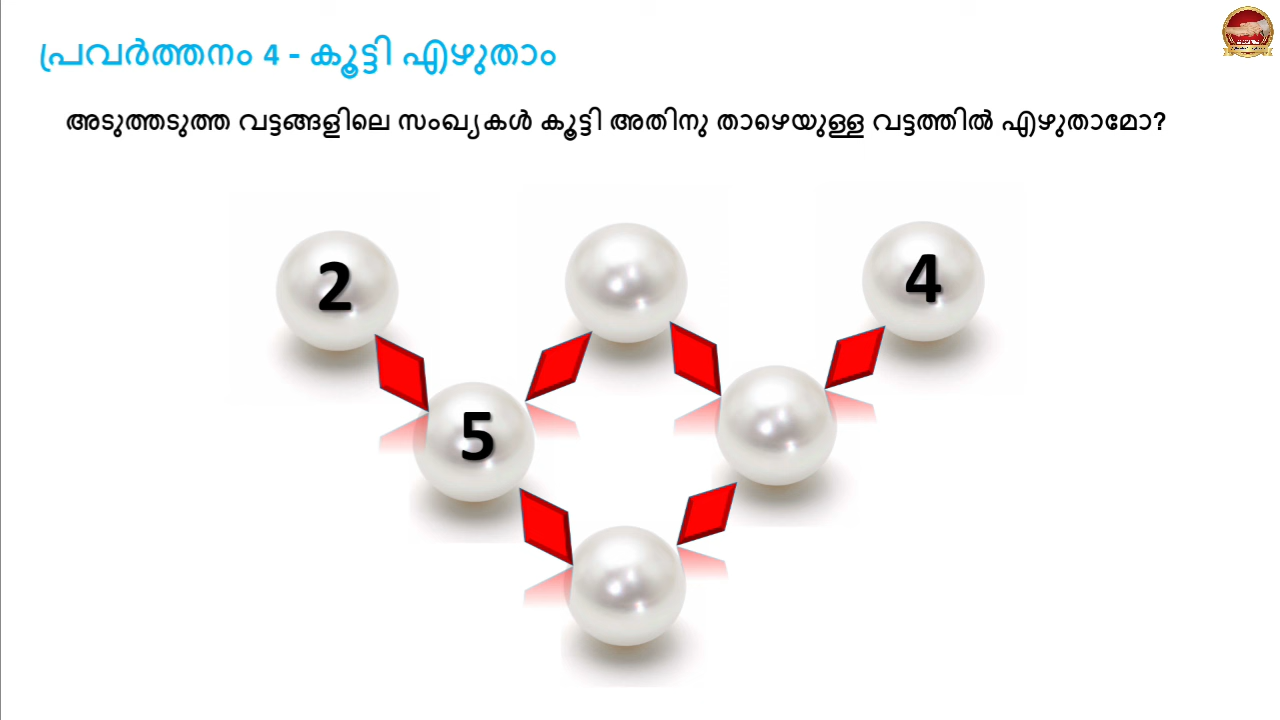 പ്രവർത്തനം 4 - കൂട്ടി എഴുതാം
അടുത്തടുത്ത വട്ടങ്ങളിലെ സംഖ്യകൾ കൂട്ടി അതിനു താഴെയുള്ള വട്ടത്തിൽ എഴുതാമോ?
2 4
5